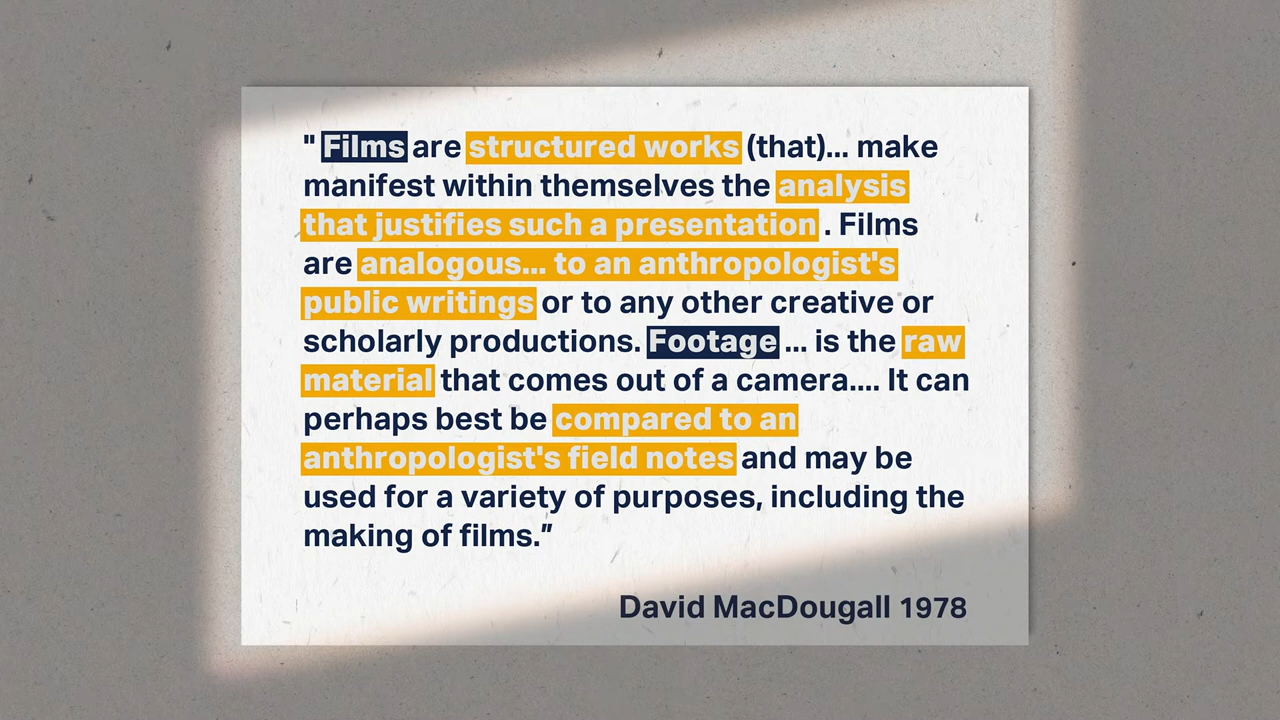 " Films are structured works (that)... make
manifest within themselves the analysis
that justifies such a presentation . Films
are analogous... to an anthropologist's
public writings or to any other creative or
scholarly productions. Footage ... is the raw
material that comes out of a camera.... It can
perhaps best be compared to an
anthropologist's field notes and may be
used for a variety of purposes, including the
making of films.”
David MacDougall 1978